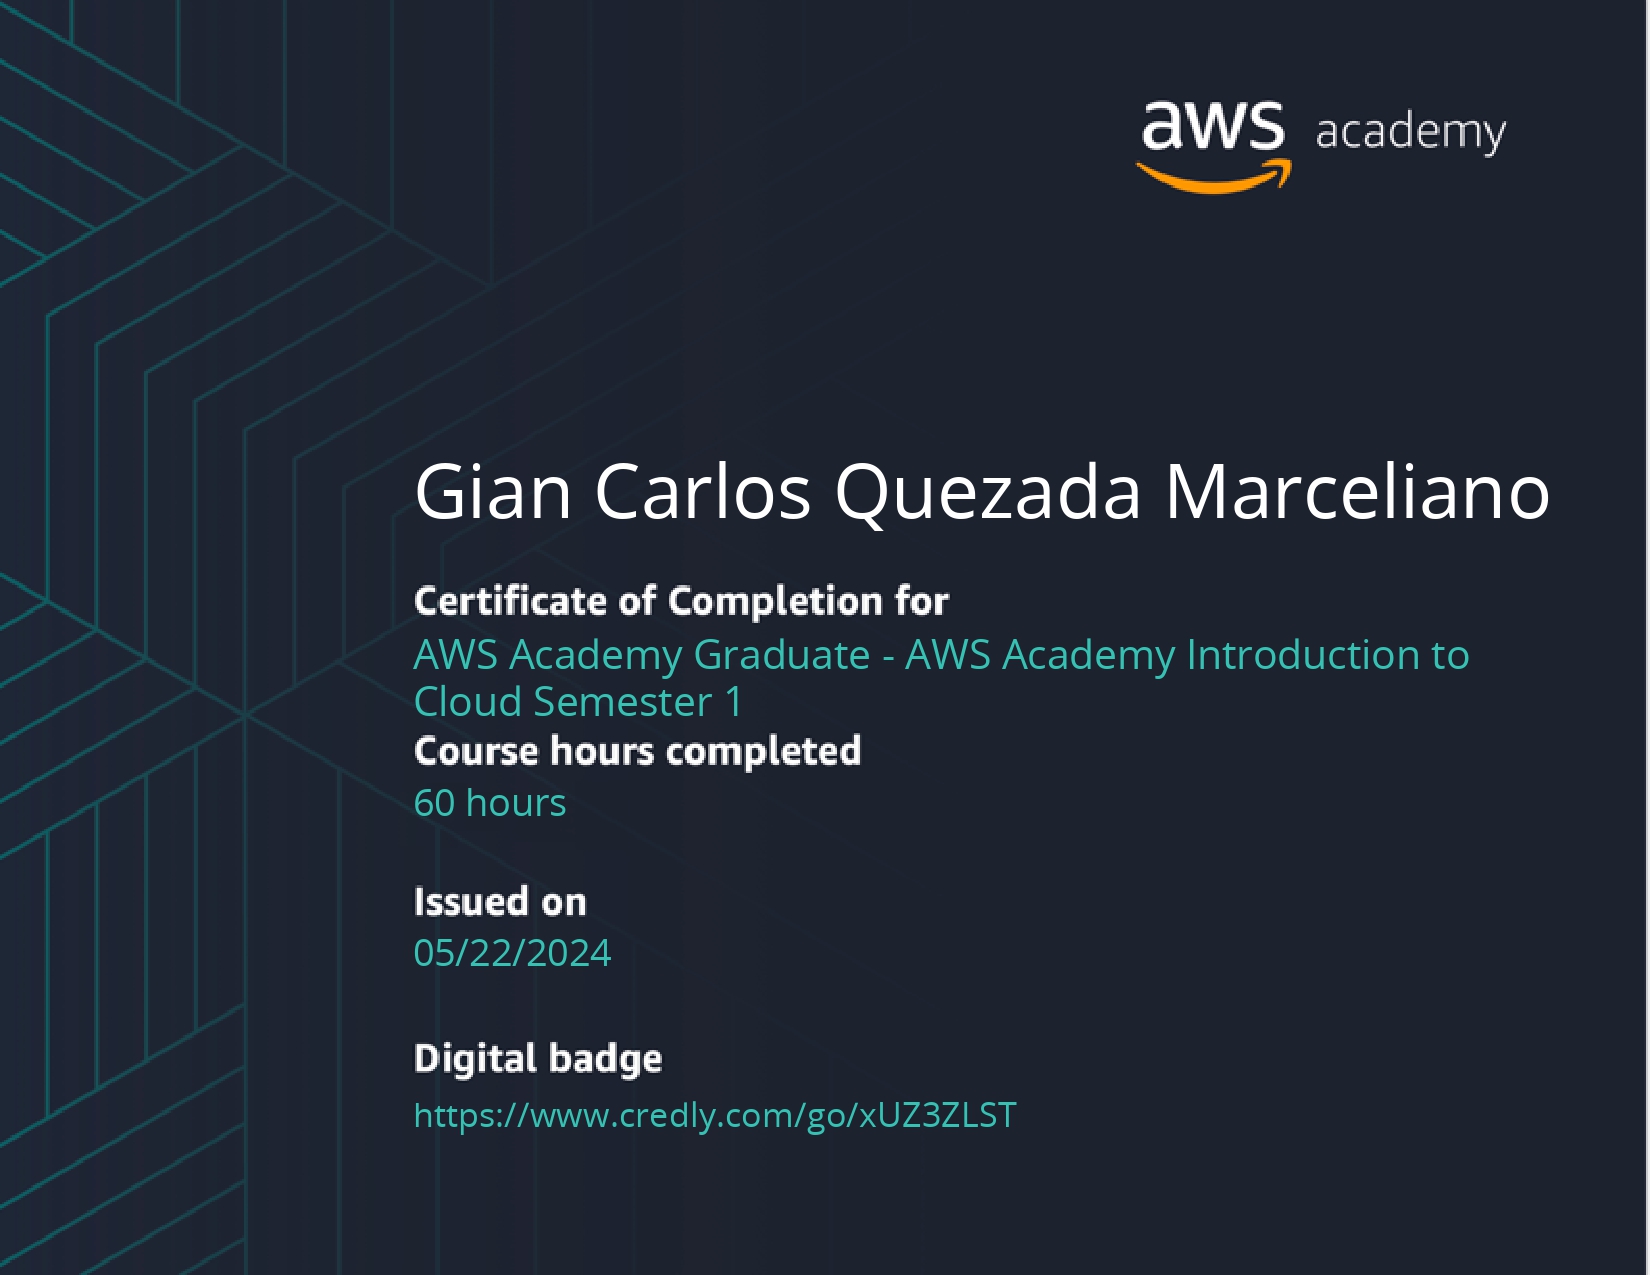 aws academy
Gian Carlos Quezada Marceliano
Certificate of Completion for
AWS Academy Graduate - AWS Academy Introduction to
Cloud Semester 1
Course hours completed
60 hours
Issued on
05/22/2024
Digital badge
https://www.credly.com/go/xUZ3ZLST